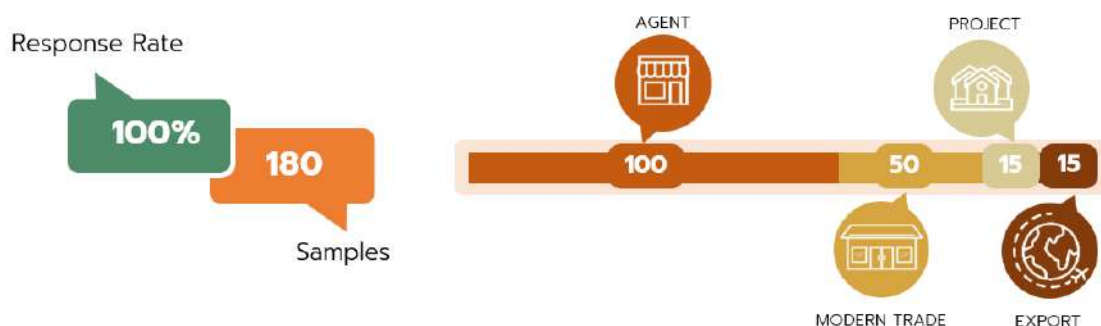 Response Rate
100%
180
Samples
AGENT
PROJECT
100
50
15
15
MODERN TRADE
EXPORT